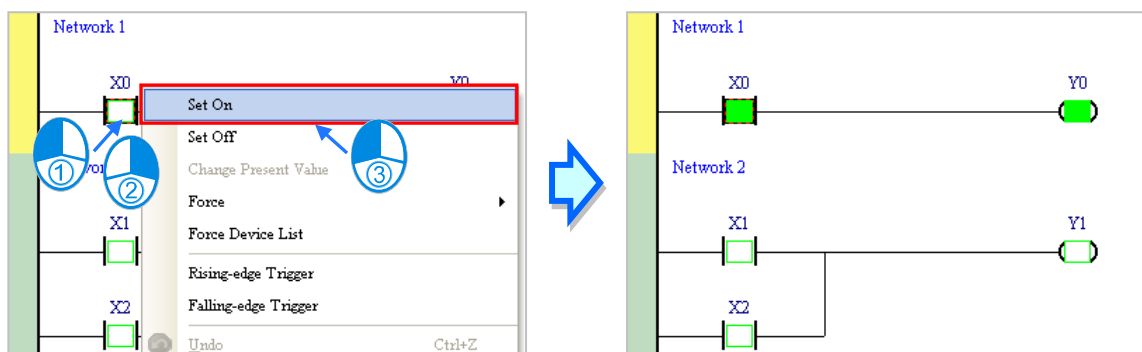 Network 1
X0
Y0
Set On
Set Off
①
②
③
Change Present Value
Force
X1
Force Device List
Rising-edge Trigger
X2
Falling-edge Trigger
Undo Ctrl+Z
Network 1
X0 Y0
Network 2
X1 Y1
X2